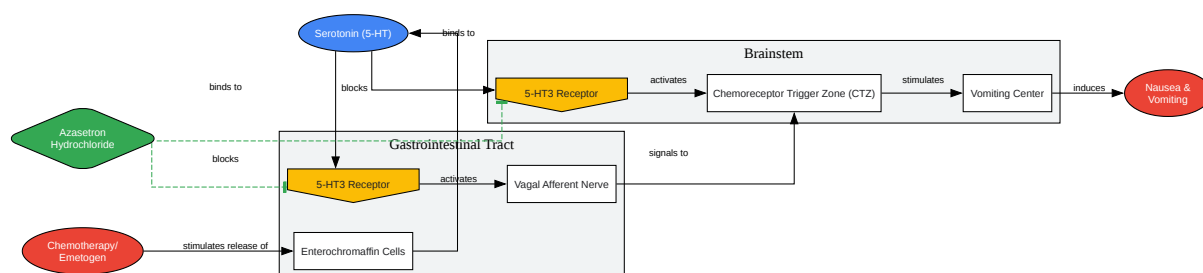 Serotonin (5-HT)
binds to
Brainstem
binds to
blocks
5-HT3 Receptor
activates
Chemoreceptor Trigger Zone (CTZ)
stimulates
Vomiting Center
induces
Nausea &
Vomiting
Azasetron
Hydrochloride
blocks
Gastrointestinal Tract
signals to
5-HT3 Receptor
activates
Vagal Afferent Nerve
Chemotherapy/
Emetogen
stimulates release of
Enterochromaffin Cells